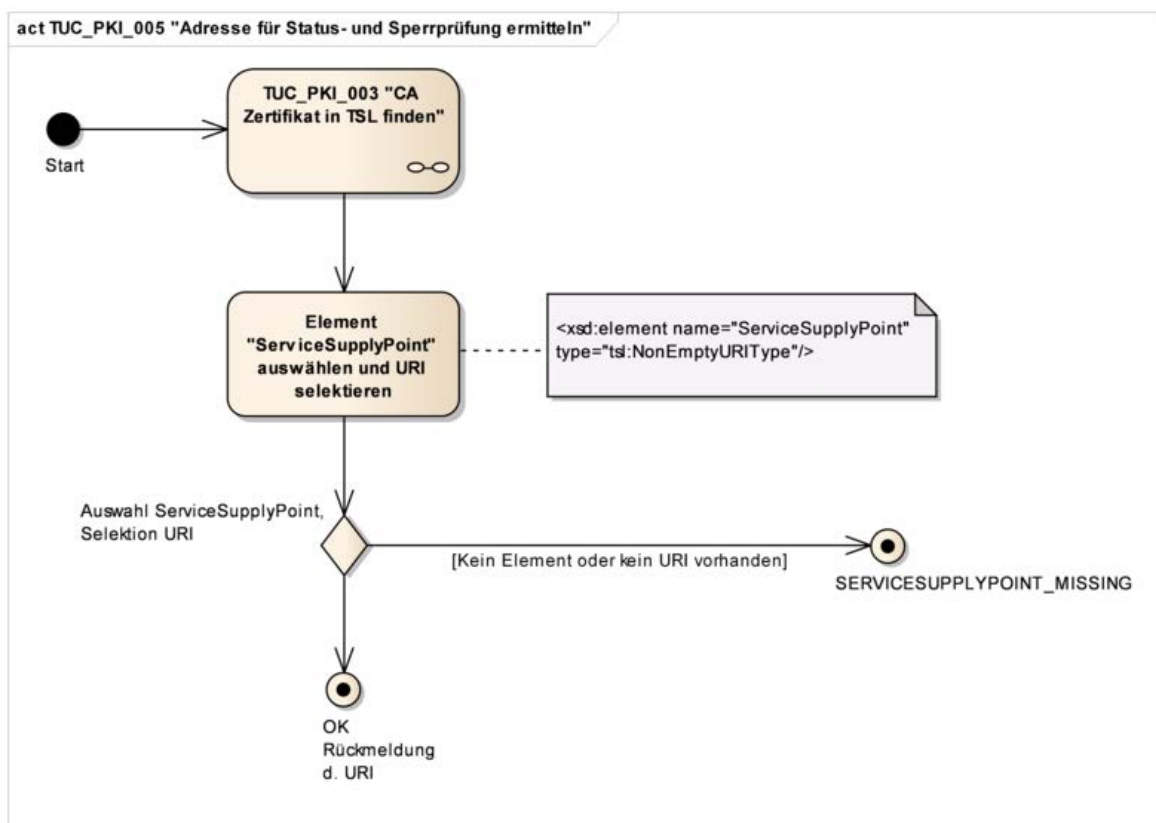 act TUC_PKI_005 "Adresse für Status- und Sperrprüfung ermitteln"
TUC_PKI_003 "CA
Zertifikat in TSL finden"
Start
Element
"ServiceSupplyPoint"
auswählen und URI
selektieren
<xsd:element name="ServiceSupplyPoint"
type="tsl:NonEmptyURIType"/>
Auswahl ServiceSupplyPoint,
Selektion URI
[Kein Element oder kein URI vorhanden]
SERVICESUPPLYPOINT_MISSING
OK
Rückmeldung
d. URI